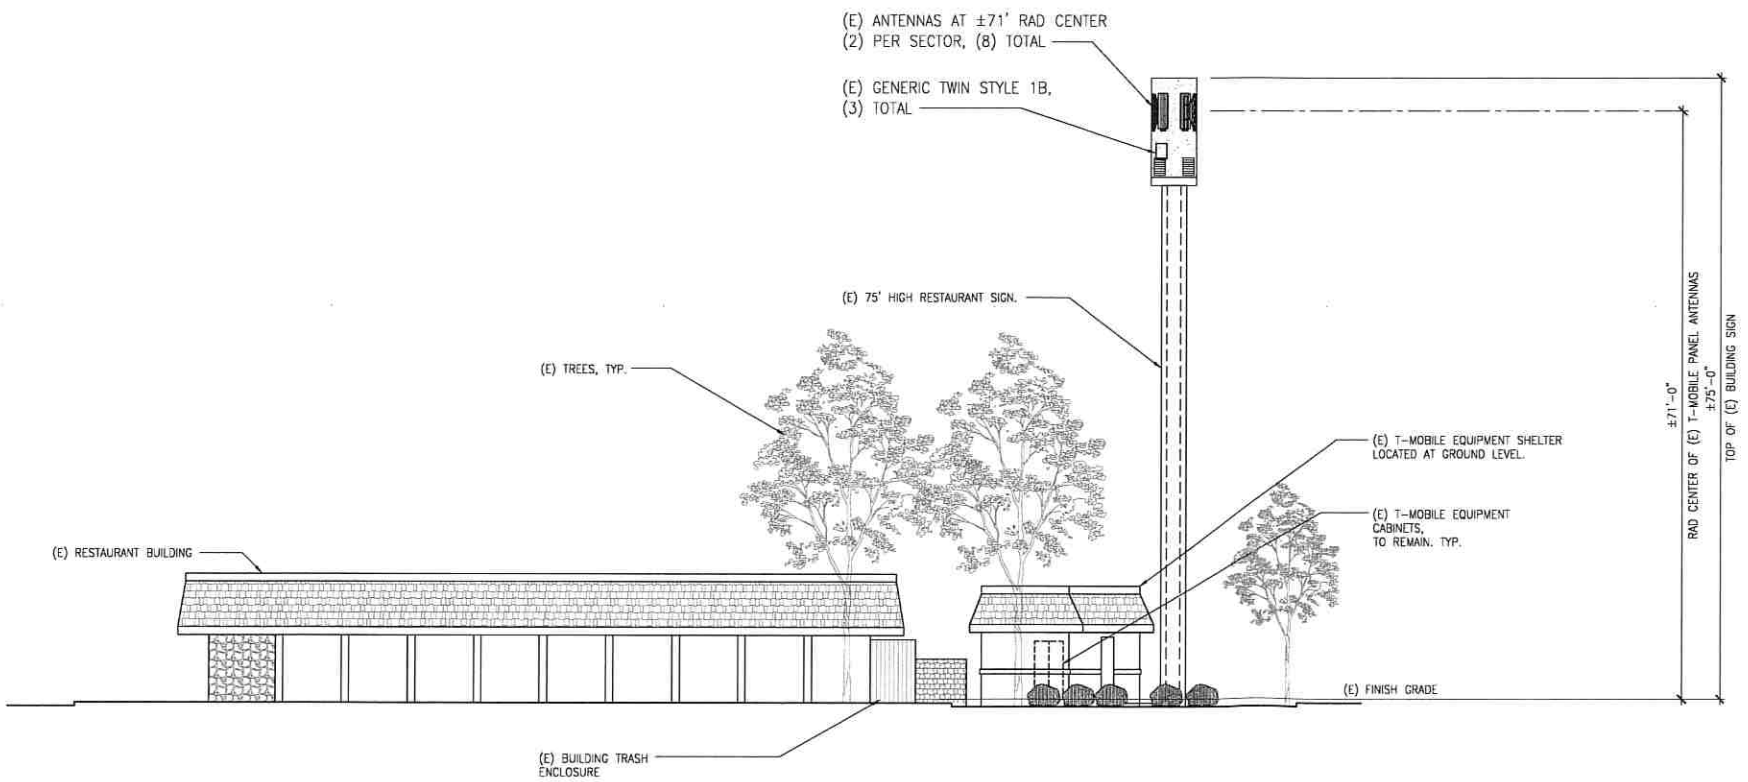 (E) ANTENNAS AT ±71' RAD CENTER
(2) PER SECTOR, (8) TOTAL
(E) GENERIC TWIN STYLE 1B,
(3) TOTAL
(E) 75' HIGH RESTAURANT SIGN.
(E) TREES, TYP.
(E) T-MOBILE EQUIPMENT SHELTER
LOCATED AT GROUND LEVEL.
(E) T-MOBILE EQUIPMENT
CABINETS,
TO REMAIN. TYP.
(E) RESTAURANT BUILDING
(E) FINISH GRADE
(E) BUILDING TRASH
ENCLOSURE
±71'-0"
RAD CENTER OF (E) T-MOBILE PANEL ANTENNAS
±75'-0"
TOP OF (E) BUILDING SIGN